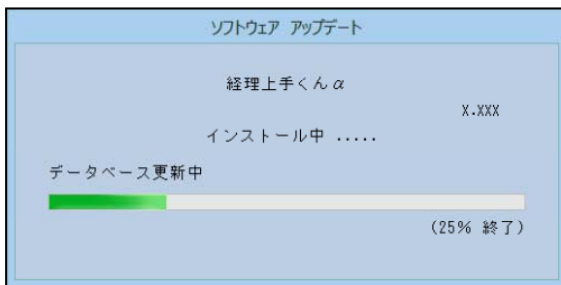 ソフトウェア アップデート
経理上手くんα
X.XXX
インストール中 .....
データベース更新中
(25% 終了)